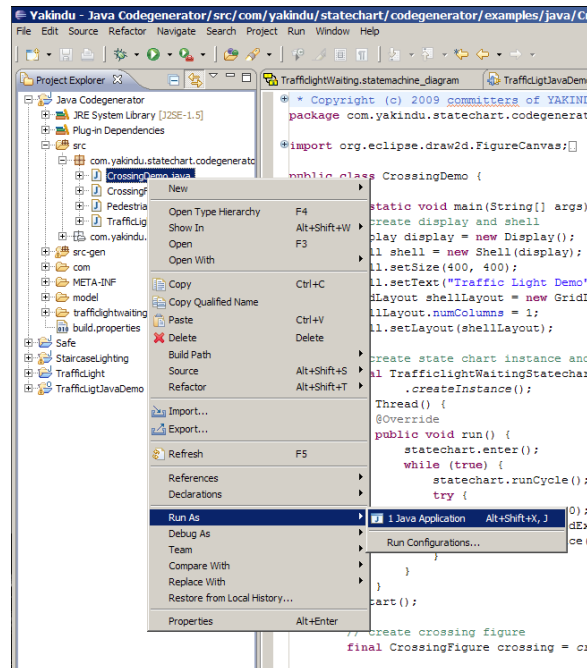 Yakindu - Java Codegenerator/src/com/yakindu/statechart/codegenerator/examples/java/Cr
File Edit Source Refactor Navigate Search Project Run Window Help
Project Explorer
TrafficlightWaiting.statemachine_diagram
TrafficLigtJavaDem
Java Codegenerator
JRE System Library [J2SE-1.5]
Plug-in Dependencies
src
com.yakindu.statechart.codegenerato
CrossingDemo.java
CrossingF
Pedestria
TrafficLig
com.yakindu.
src-gen
com
META-INF
model
trafficlightwaiting
build.properties
Safe
StaircaseLighting
TrafficLight
TrafficLigtJavaDemo
New
Open Type Hierarchy F4
Show In Alt+Shift+W
Open F3
Open With
Copy Ctrl+C
Copy Qualified Name
Paste Ctrl+V
Delete Delete
Build Path
Source Alt+Shift+S
Refactor Alt+Shift+T
Import...
Export...
Refresh F5
References
Declarations
Run As
Debug As
Team
Compare With
Replace With
Restore from Local History...
Properties Alt+Enter
1 Java Application Alt+Shift+X, J
Run Configurations...
* Copyright (c) 2009 committers of YAKIND
package com.yakindu.statechart.codegenerat
import org.eclipse.draw2d.FigureCanvas;
public class CrossingDemo {
static void main(String[] args)
create display and shell
play display = new Display();
ll shell = new Shell(display);
ll.setSize(400, 400);
ll.setText("Traffic Light Demo"
dLayout shellLayout = new GridL
llLayout.numColumns = 1;
ll.setLayout(shellLayout);
create state chart instance and
al TrafficlightWaitingStatechar
.createInstance();
Thread() {
@Override
public void run() {
statechart.enter();
while (true) {
statechart.runCycle();
try {
0);
dEx
ce(
}
}
}
tart();
// create crossing figure
final CrossingFigure crossing = c